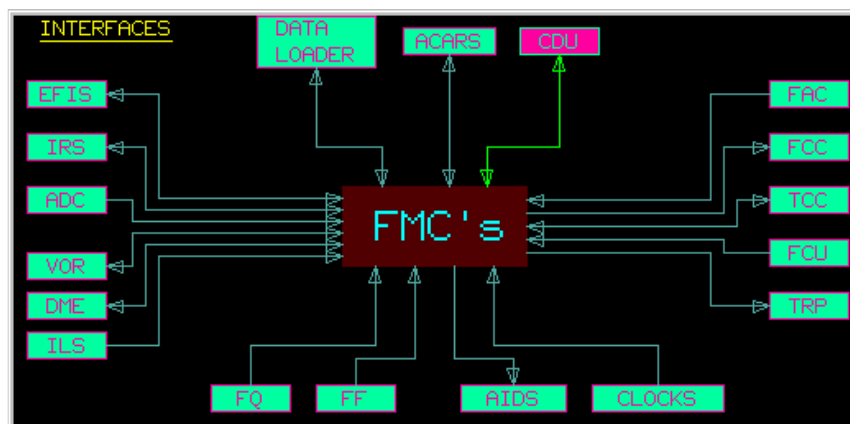 INTERFACES
DATA
LOADER
ACARS
CDU
EFIS
FAC
IRS
FCC
ADC
TCC
FMC's
VOR
FCU
DME
TRP
ILS
FQ
FF
AIDS
CLOCKS